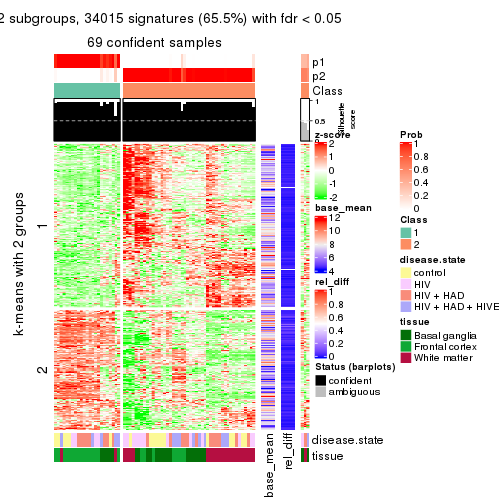 2 subgroups, 34015 signatures (65.5%) with fdr < 0.05
69 confident samples
p1
p2
Class
1
0.5
0
Silhouette
score
k-means with 2 groups
1
2
z-score
2
1
0
-1
-2
base_mean
12
10
8
6
4
rel_diff
1
0.8
0.6
0.4
0.2
0
Status (barplots)
confident
ambiguous
Prob
1
0.8
0.6
0.4
0.2
0
Class
1
2
disease.state
control
HIV
HIV + HAD
HIV + HAD + HIVE
tissue
Basal ganglia
Frontal cortex
White matter
disease.state
tissue
base_mean
rel_diff